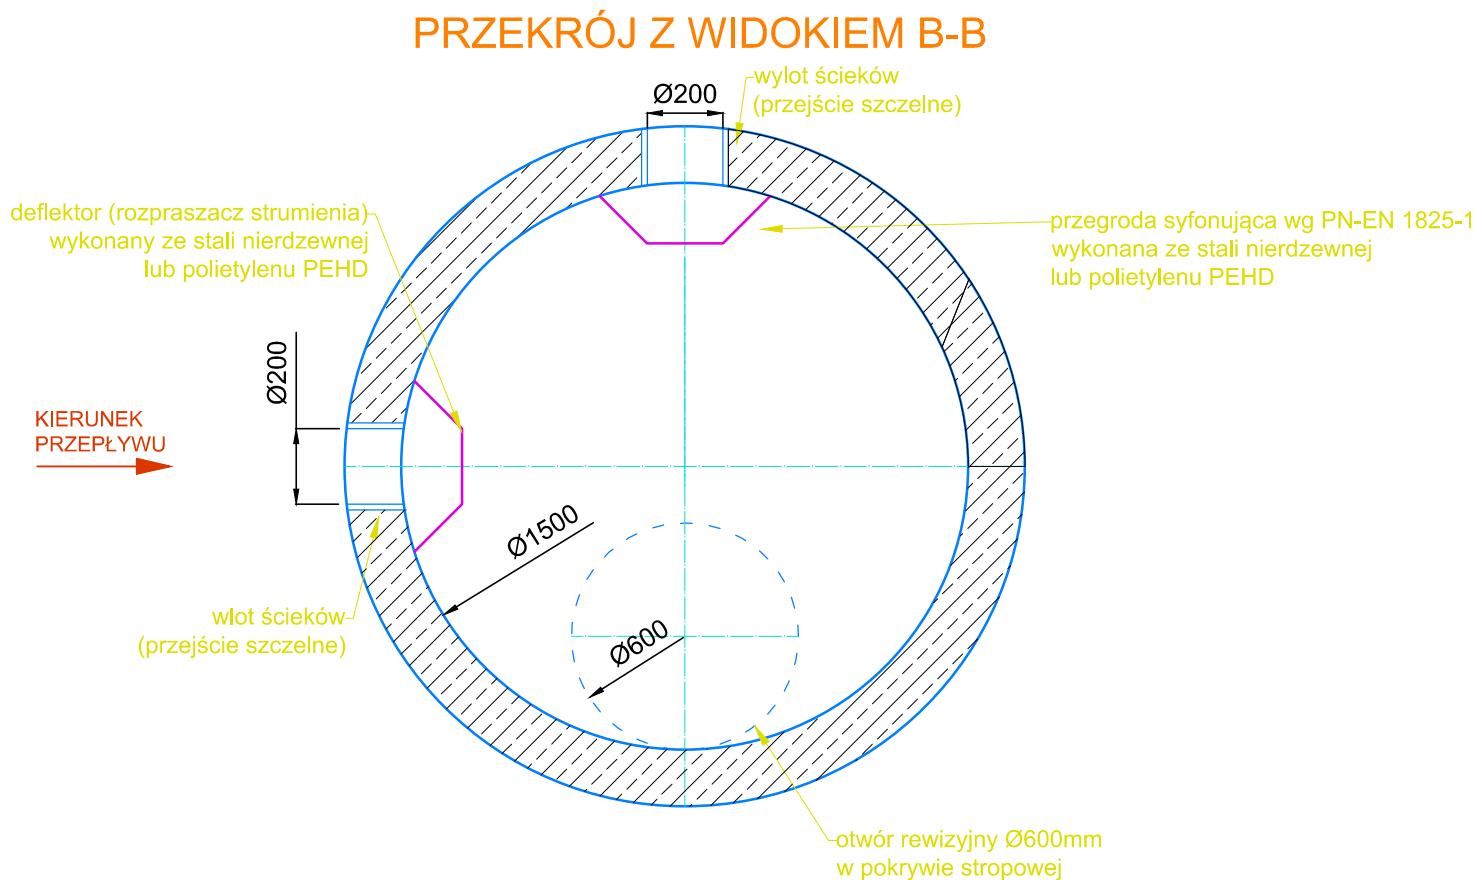 PRZEKRÓJ Z WIDOKIEM B-B
wylot ścieków
(przejście szczelne)
Ø200
deflektor (rozpraszacz strumienia)
wykonany ze stali nierdzewnej
lub polietylenu PEHD
przegroda syfonująca wg PN-EN 1825-1
wykonana ze stali nierdzewnej
lub polietylenu PEHD
Ø200
KIERUNEK
PRZEPŁYWU
Ø1500
wlot ścieków
(przejście szczelne)
Ø600
otwór rewizyjny Ø600mm
w pokrywie stropowej